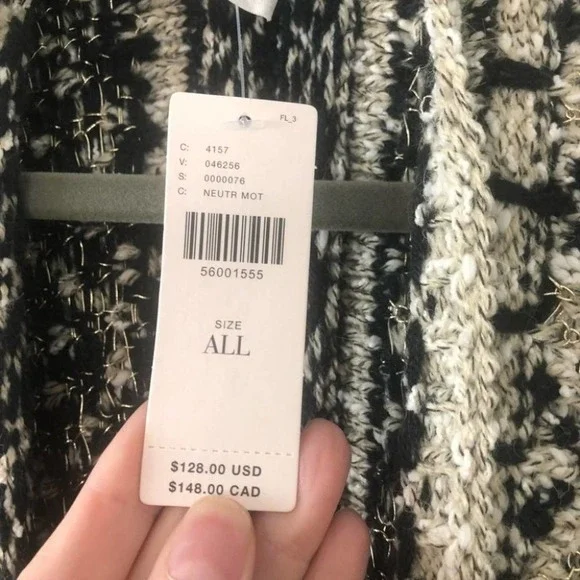 FL_3
C: 4157
V: 046256
S: 0000076
C: NEUTR MOT
56001555
SIZE
ALL
$128.00 USD
$148.00 CAD